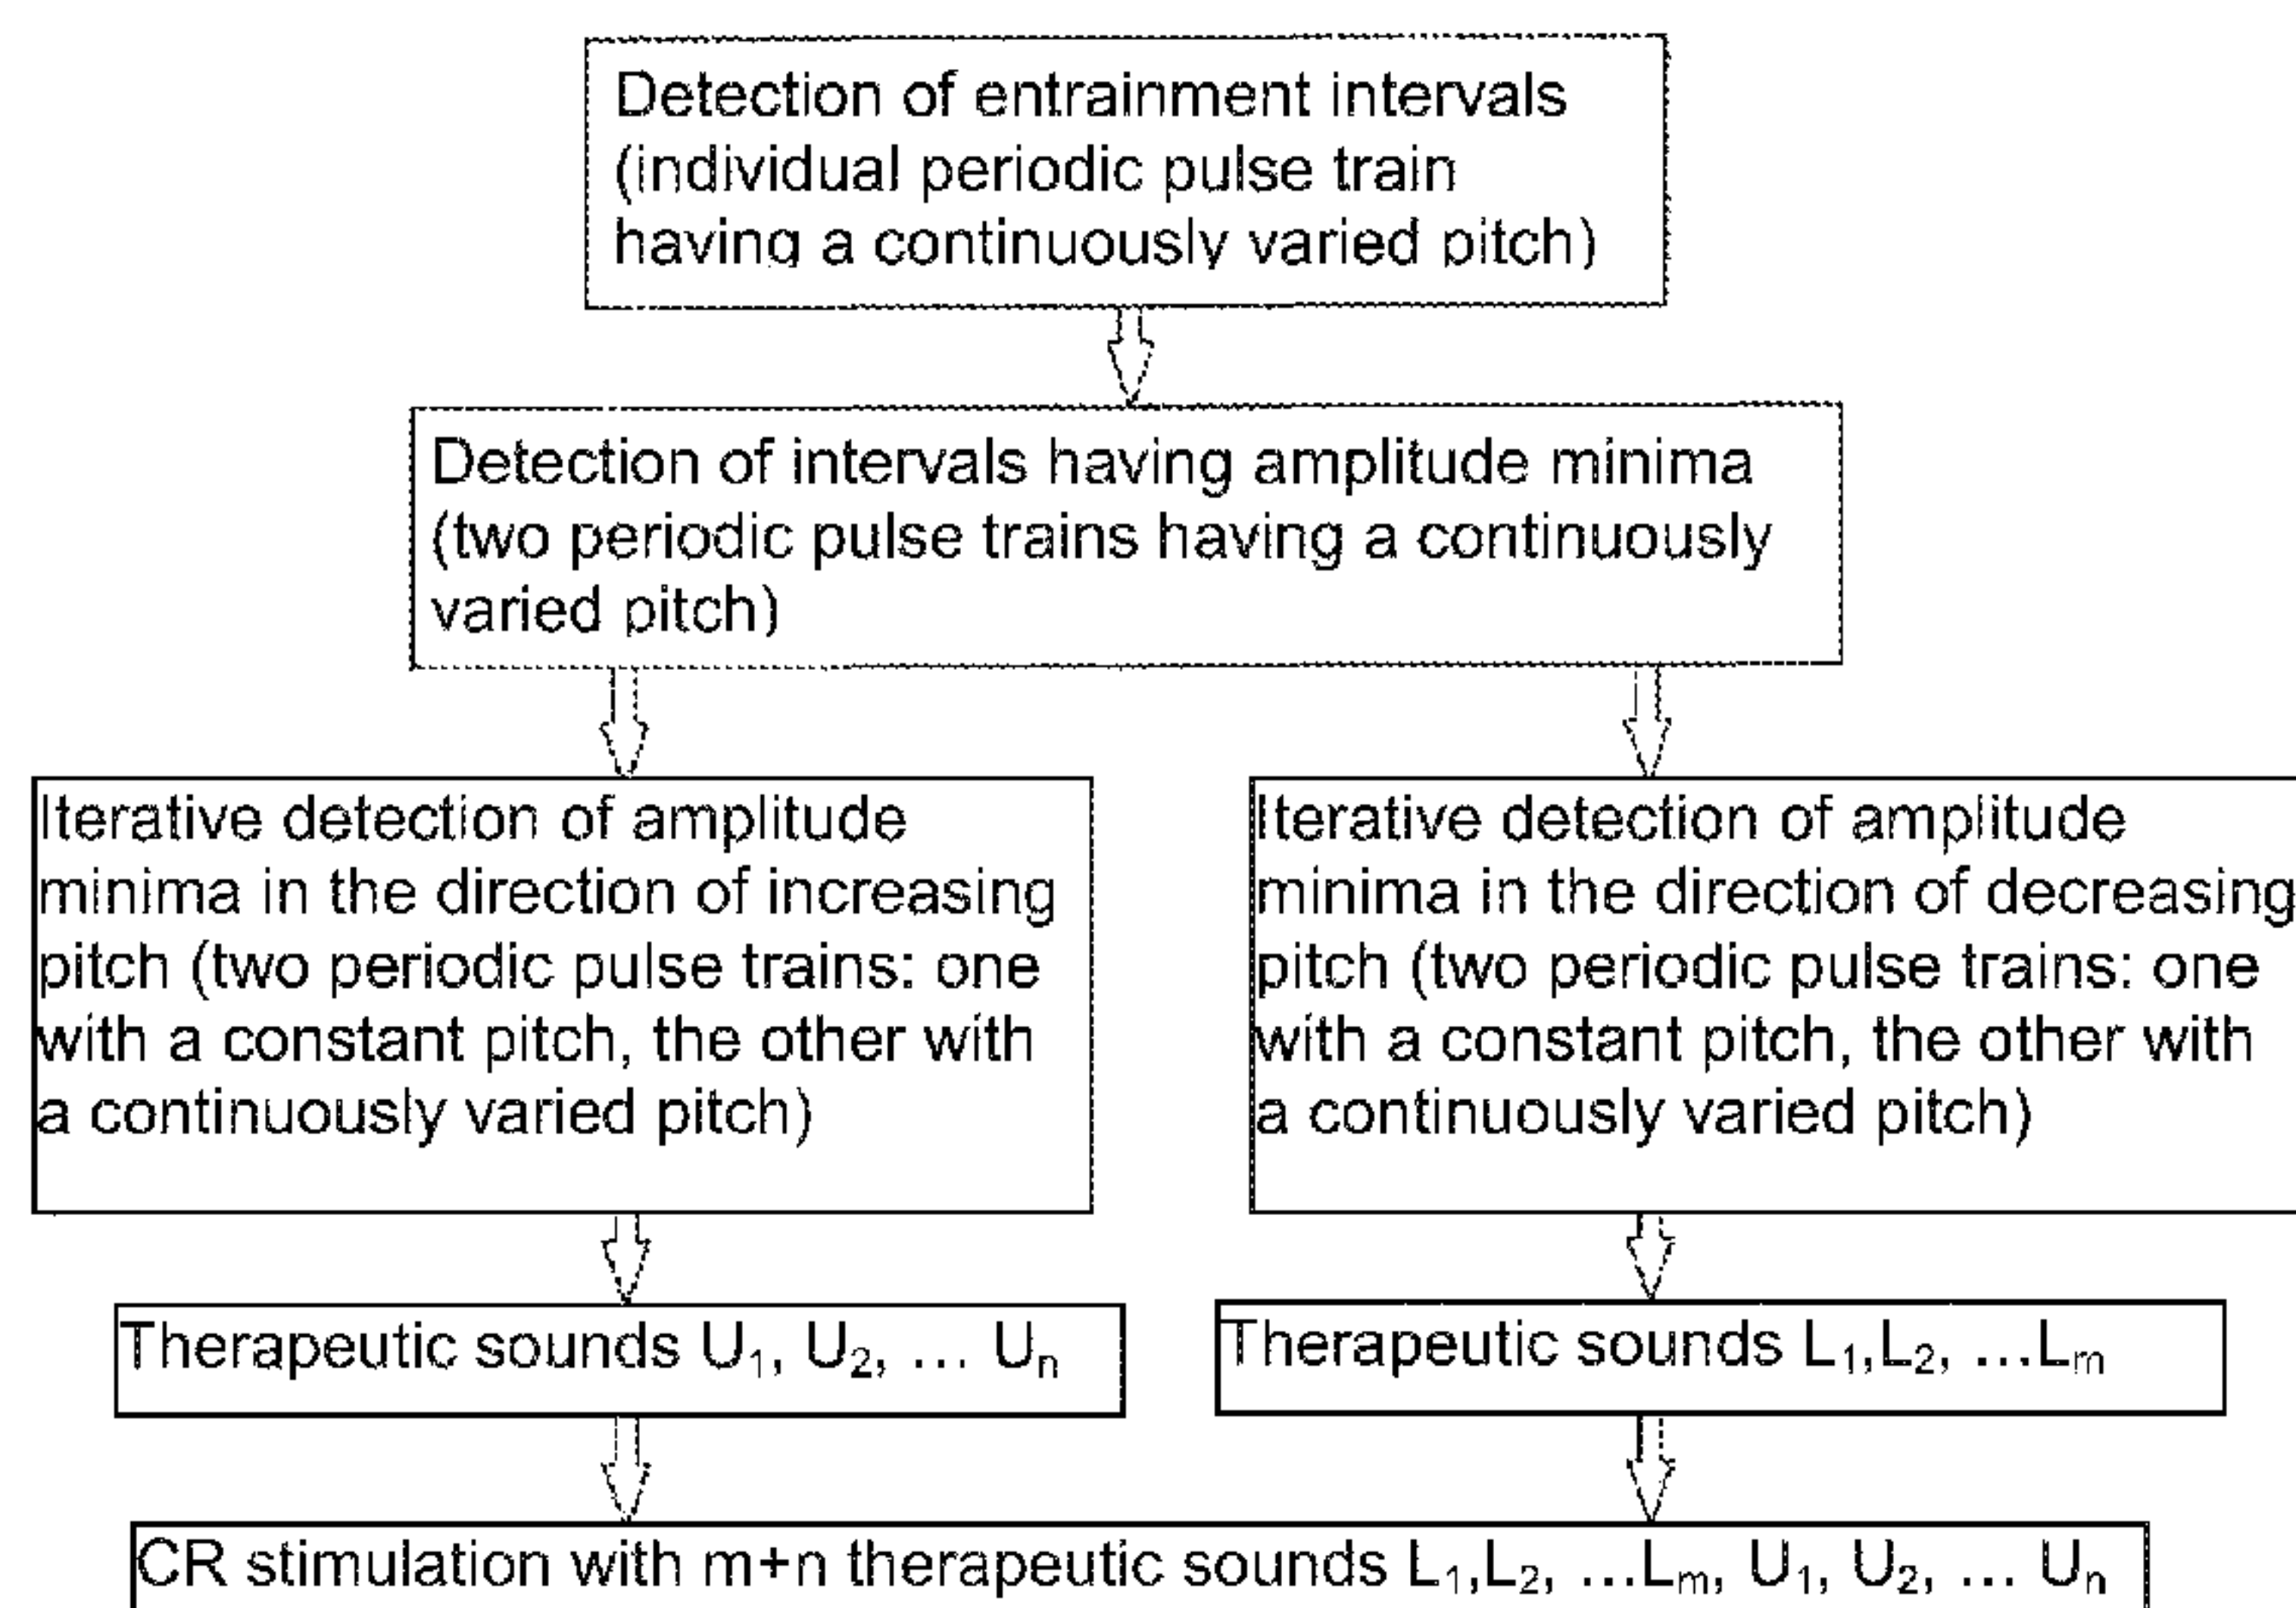 Detection of entrainment intervals
(individual periodic pulse train
having a continuously varied pitch)
Detection of intervals having amplitude minima
(two periodic pulse trains having a continuously
varied pitch)
Iterative detection of amplitude
minima in the direction of increasing
pitch (two periodic pulse trains: one
with a constant pitch, the other with
a continuously varied pitch)
Iterative detection of amplitude
minima in the direction of decreasing
pitch (two periodic pulse trains: one
with a constant pitch, the other with
a continuously varied pitch)
Therapeutic sounds U₁, U₂, ... Uₙ
Therapeutic sounds L₁,L₂, ...Lₘ
CR stimulation with m+n therapeutic sounds L₁,L₂, ...Lₘ, U₁, U₂, ... Uₙ